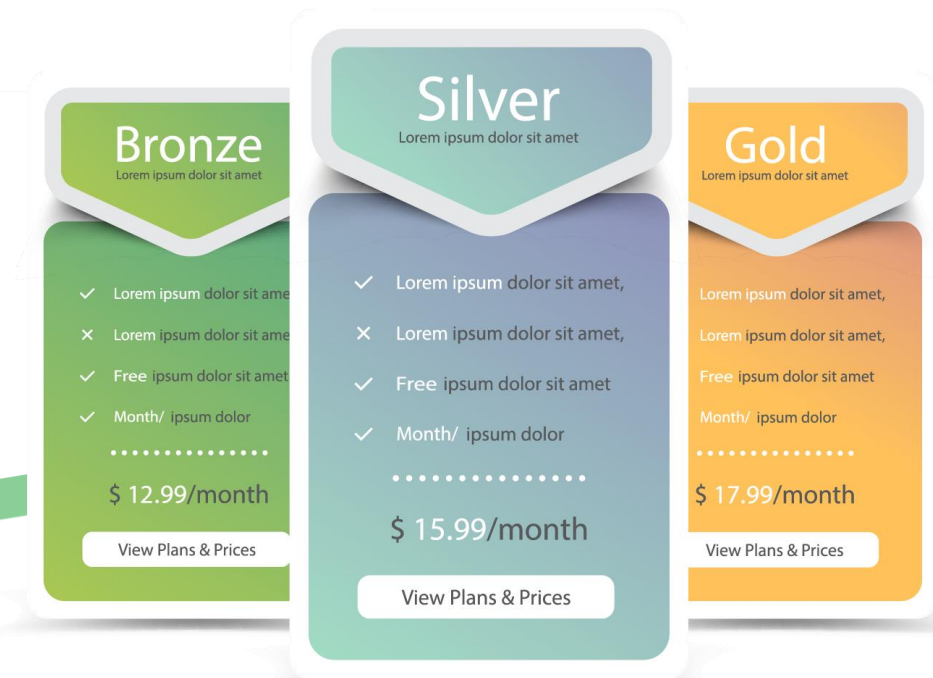 Bronze
Lorem ipsum dolor sit amet
Lorem ipsum dolor sit ame
Lorem ipsum dolor sit ame
Free ipsum dolor sit amet
Month/ ipsum dolor
$ 12.99/month
View Plans & Prices
Silver
Lorem ipsum dolor sit amet
Lorem ipsum dolor sit amet,
Lorem ipsum dolor sit amet,
Free ipsum dolor sit amet
Month/ ipsum dolor
$ 15.99/month
View Plans & Prices
Gold
Lorem ipsum dolor sit amet
Lorem ipsum dolor sit amet,
Lorem ipsum dolor sit amet,
Free ipsum dolor sit amet
Month/ ipsum dolor
$ 17.99/month
View Plans & Prices